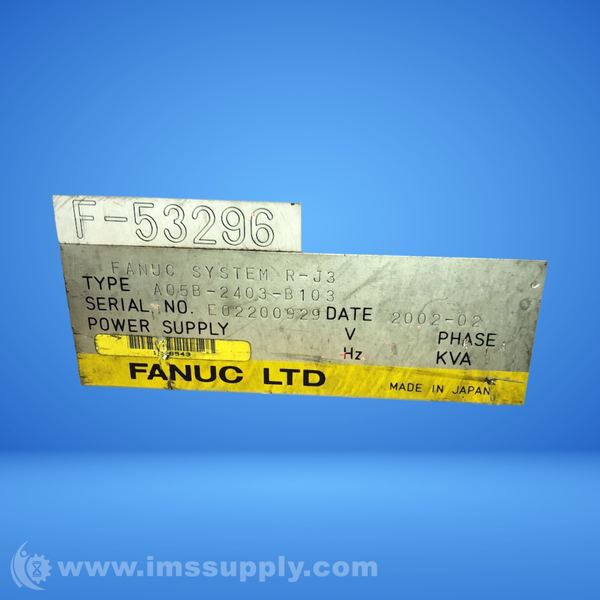 F-53296
FANUC SYSTEM R-J3
TYPE A05B-2403-B103
SERIAL NO. E02200929 DATE 2002-02
POWER SUPPLY V PHASE
Hz KVA
FANUC LTD MADE IN JAPAN
www.imssupply.com